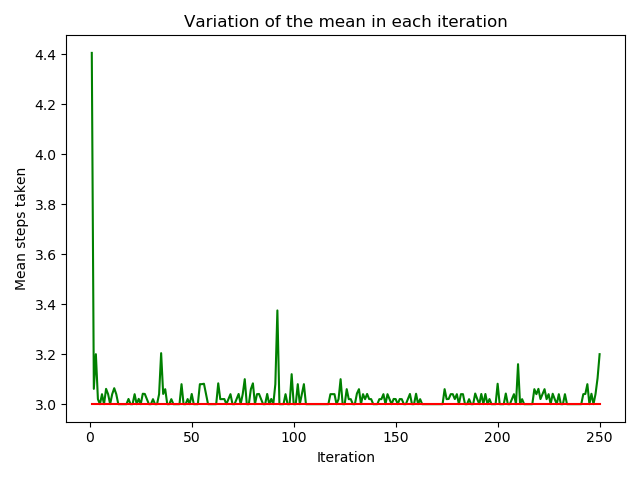 Variation of the mean in each iteration
4.4
4.2
4.0
3.8
3.6
3.4
3.2
3.0
Mean steps taken
0 50 100 150 200 250
Iteration